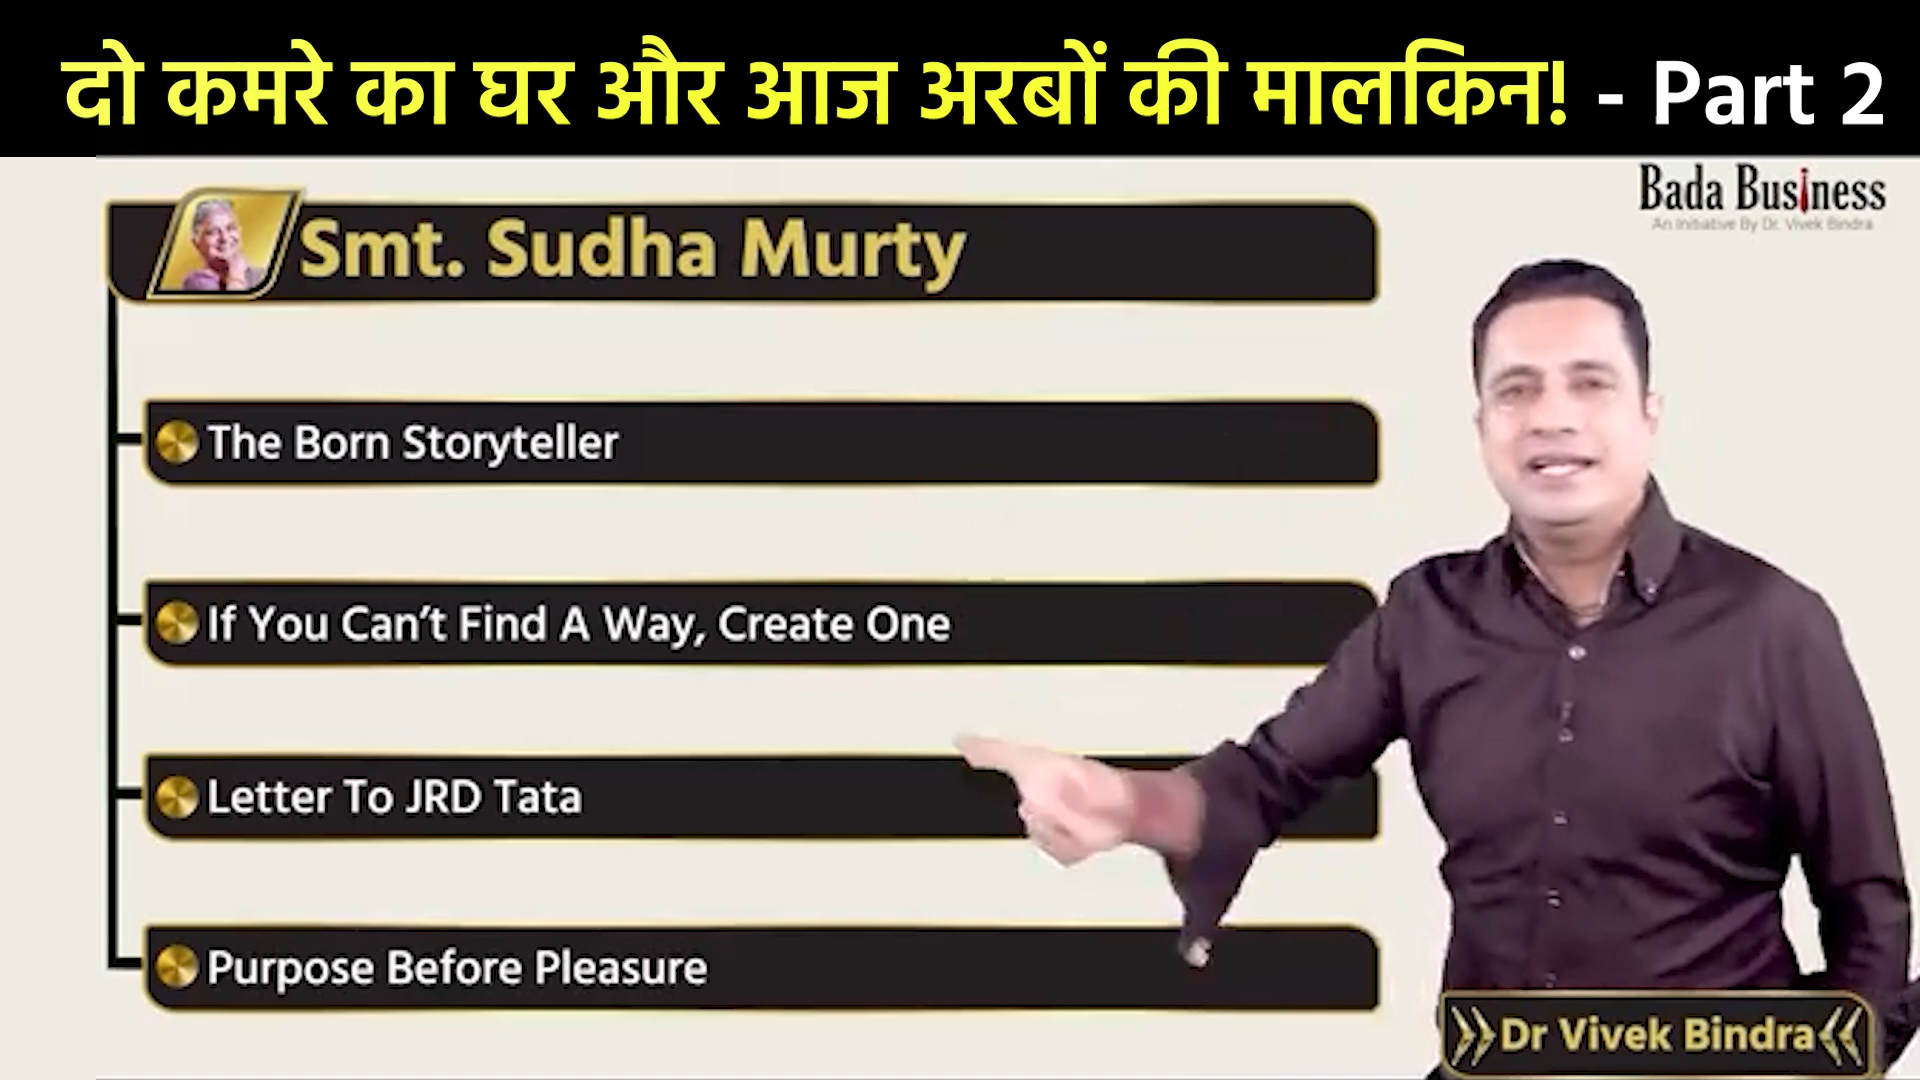 दो कमरे का घर और आज अरबों की मालकिन! - Part 2
Bada Business
An Initiative By Dr. Vivek Bindra
Smt. Sudha Murty
The Born Storyteller
If You Can’t Find A Way, Create One
Letter To JRD Tata
Purpose Before Pleasure
Dr Vivek Bindra